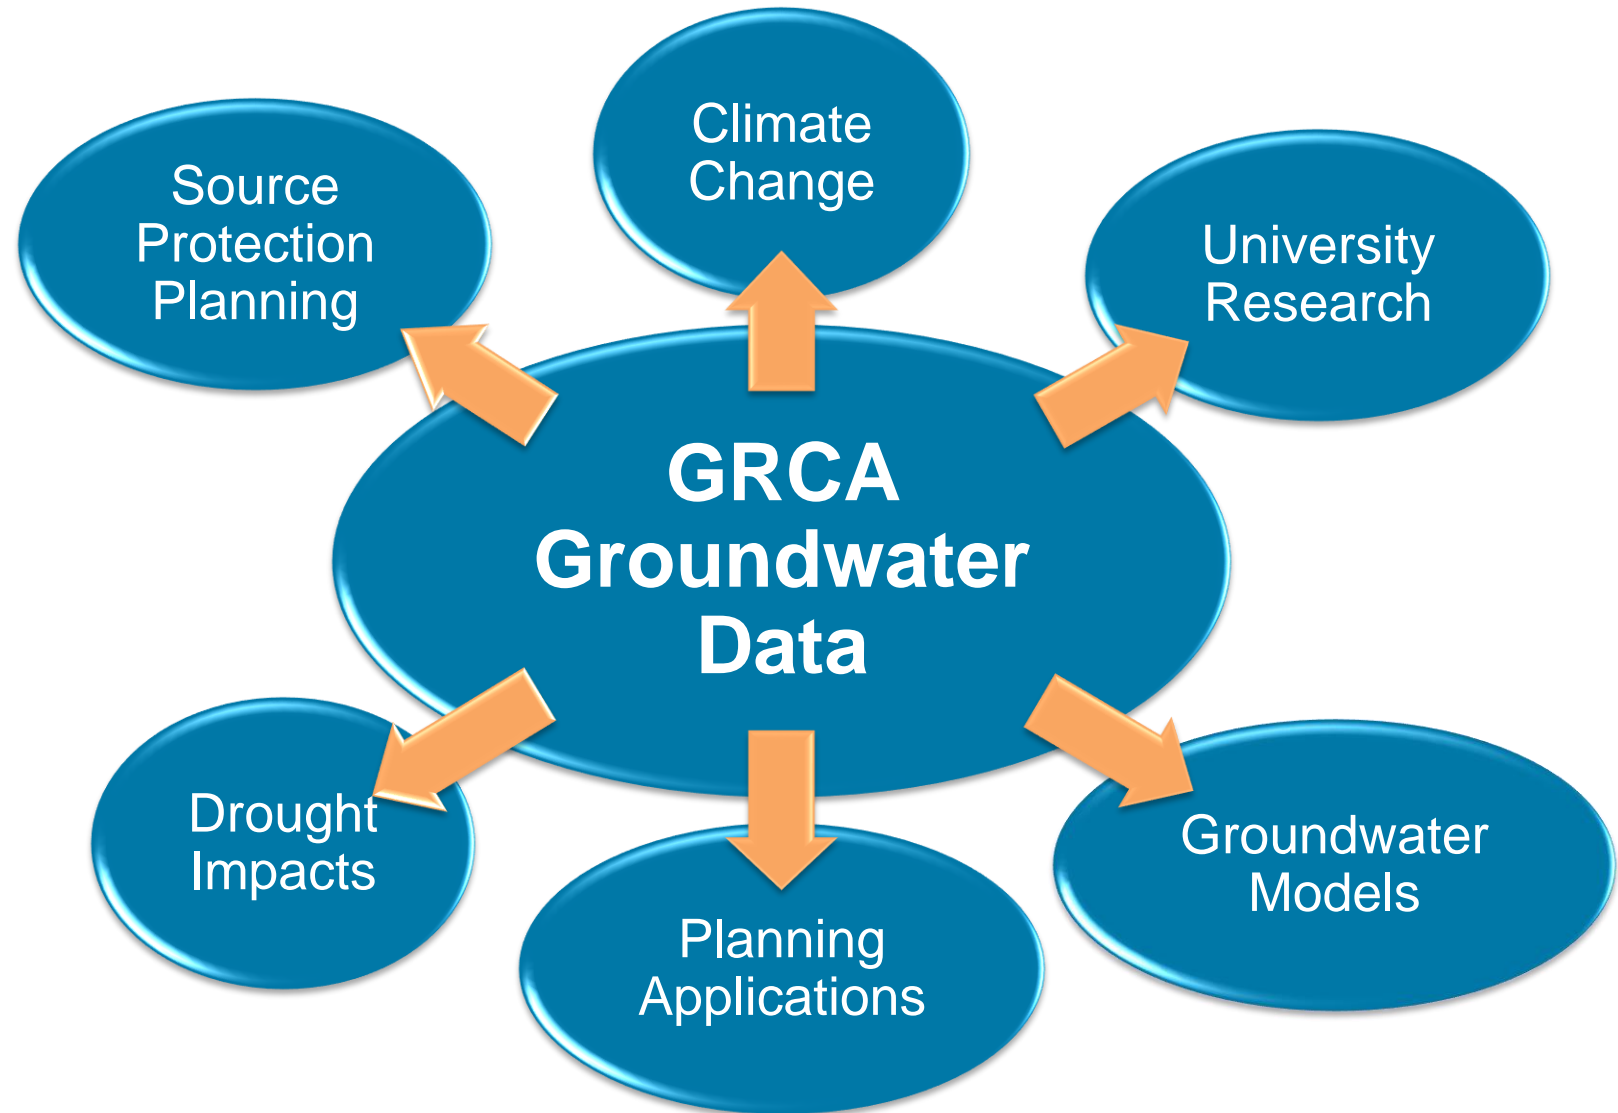 Climate
Change
Source
Protection
Planning
University
Research
GRCA
Groundwater
Data
Drought
Impacts
Groundwater
Models
Planning
Applications